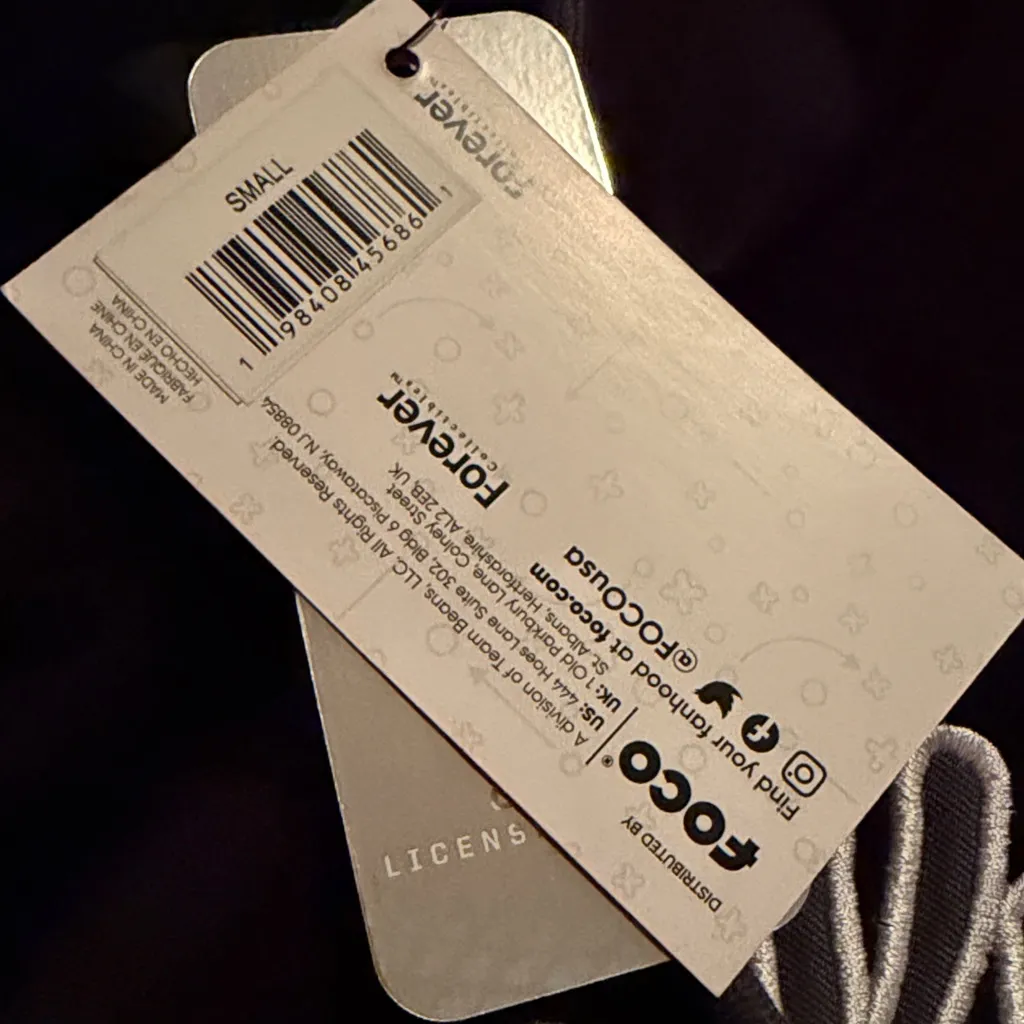 SMALL
1 98408 45686 1
MADE IN CHINA
FABRIQUE EN CHINE
HECHO EN CHINA
Forever
Forever
Collectibles™
DISTRIBUTED BY
FOCO®
A division of Team Beans, LLC. All Rights Reserved!
US: 444 Hoes Lane Suite 302, Bldg 6 Piscataway, NJ 08854
UK: 1 Old Parkbury Lane, Colney Street
St. Albans, Hertfordshire, AL2 2EB, UK
Find your fanhood at foco.com
@FOCOusa
LICENS